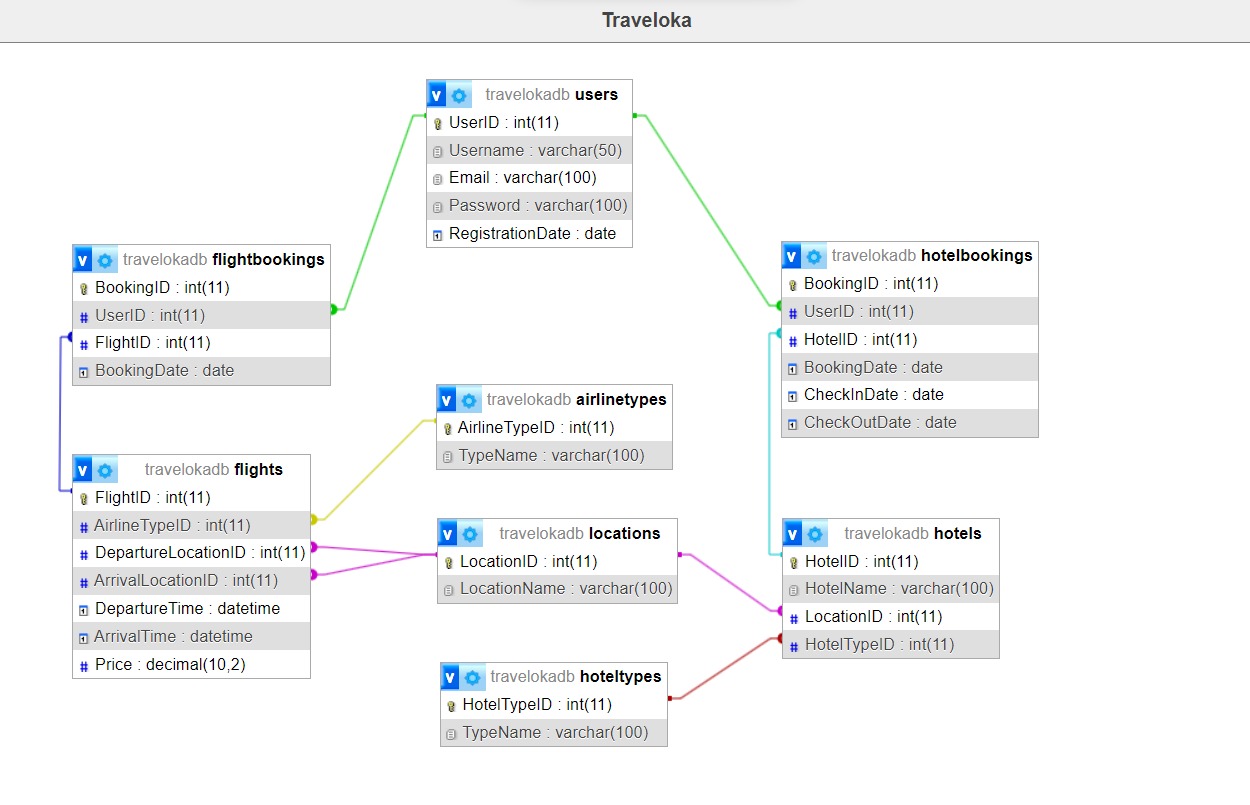 Traveloka
v travelokadb users
UserID : int(11)
Username : varchar(50)
Email : varchar(100)
Password : varchar(100)
RegistrationDate : date
v travelokadb flightbookings
BookingID : int(11)
# UserID : int(11)
# FlightID : int(11)
BookingDate : date
v travelokadb hotelbookings
BookingID : int(11)
# UserID : int(11)
# HotelID : int(11)
BookingDate : date
CheckInDate : date
CheckOutDate : date
v travelokadb airlinetypes
AirlineTypeID : int(11)
TypeName : varchar(100)
v travelokadb flights
FlightID : int(11)
# AirlineTypeID : int(11)
# DepartureLocationID : int(11)
# ArrivalLocationID : int(11)
DepartureTime : datetime
ArrivalTime : datetime
# Price : decimal(10,2)
v travelokadb locations
LocationID : int(11)
LocationName : varchar(100)
v travelokadb hotels
HotelID : int(11)
HotelName : varchar(100)
# LocationID : int(11)
# HotelTypeID : int(11)
v travelokadb hoteltypes
HotelTypeID : int(11)
TypeName : varchar(100)